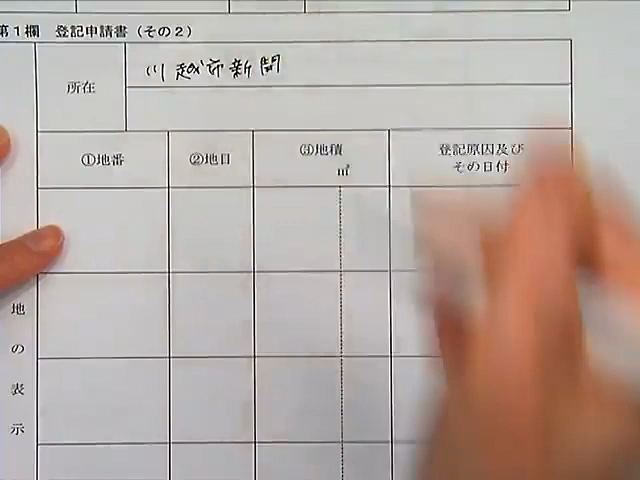 第1欄 登記申請書(その2)
所在
川越市新聞
①地番
②地目
③地積
㎡
登記原因及び
その日付
地
の
表
示